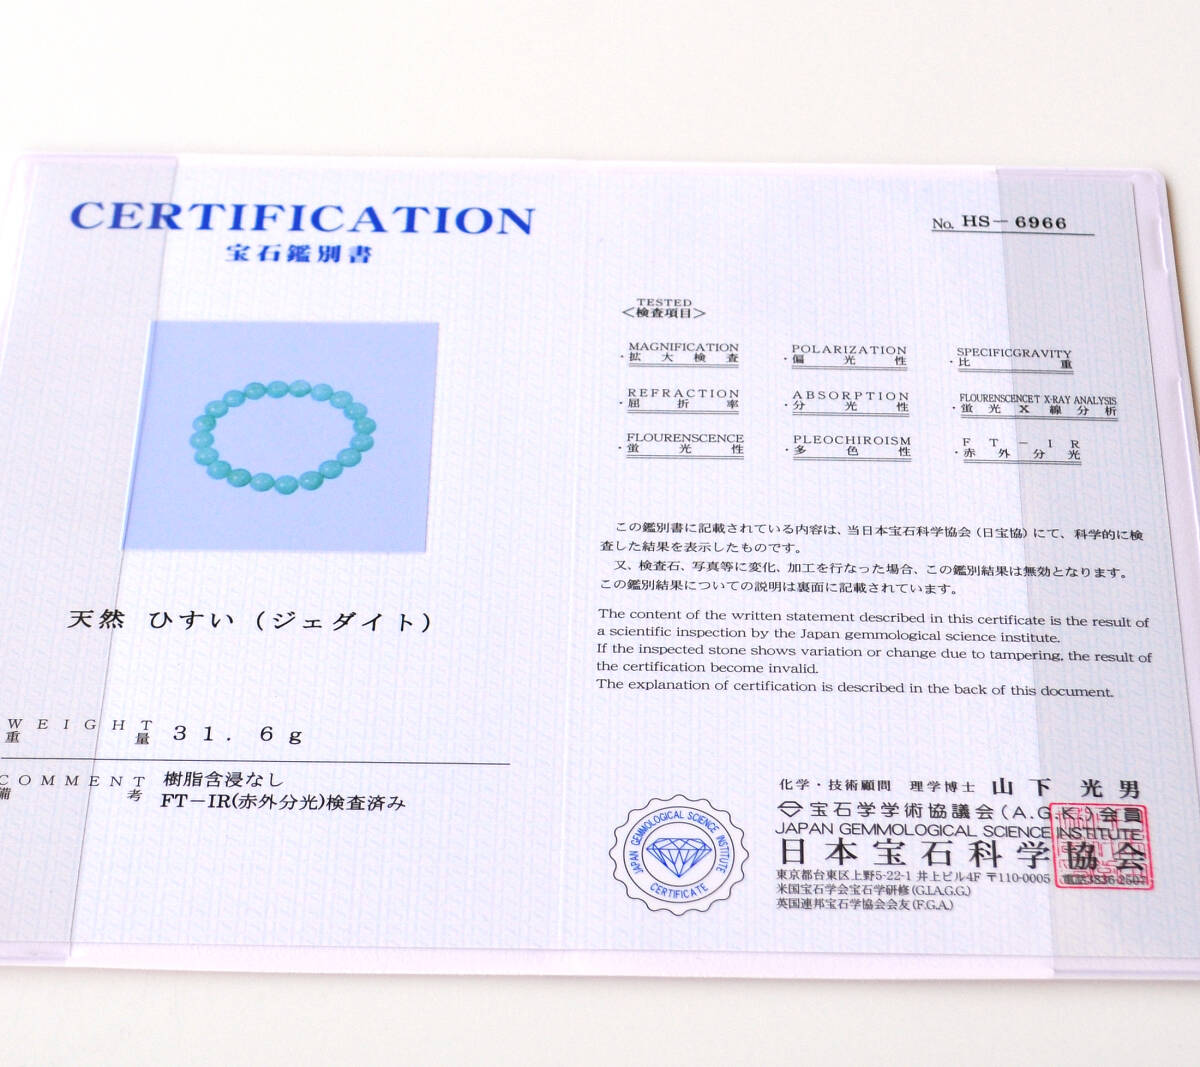 CERTIFICATION
宝石鑑別書
天然 ひすい (ジェダイト)
WEIGHT
重量
31.6g
COMMENT
備考
樹脂含浸なし
FT－IR(赤外分光)検査済み
No. HS－6966
TESTED
＜検査項目＞
MAGNIFICATION
・拡大検査
POLARIZATION
・偏光性
SPECIFICGRAVITY
・比重
REFRACTION
・屈折率
ABSORPTION
・分光性
FLOURENSCENCET X-RAY ANALYSIS
・蛍光X線分析
FLOURENSCENCE
・蛍光性
PLEOCHIROISM
・多色性
FT－IR
・赤外分光
この鑑別書に記載されている内容は、当日本宝石科学協会（日宝協）にて、科学的に検
査した結果を表示したものです。
又、検査石、写真等に変化、加工を行なった場合、この鑑別結果は無効となります。
この鑑別結果についての説明は裏面に記載されています。
The content of the written statement described in this certificate is the result of
a scientific inspection by the Japan gemmological science institute.
If the inspected stone shows variation or change due to tampering, the result of
the certification become invalid.
The explanation of certification is described in the back of this document.
JAPAN GEMMOLOGICAL SCIENCE INSTITUTE
CERTIFICATE
化学・技術顧問 理学博士 山下光男
宝石学学術協議会(A.G.K.)会員
JAPAN GEMMOLOGICAL SCIENCE INSTITUTE
日本宝石科学協会
東京都台東区上野5-22-1 井上ビル4F 〒110-0005 電話3836-2507
米国宝石学会宝石学研修(G.I.A.G.G.)
英国連邦宝石学協会会友(F.G.A.)